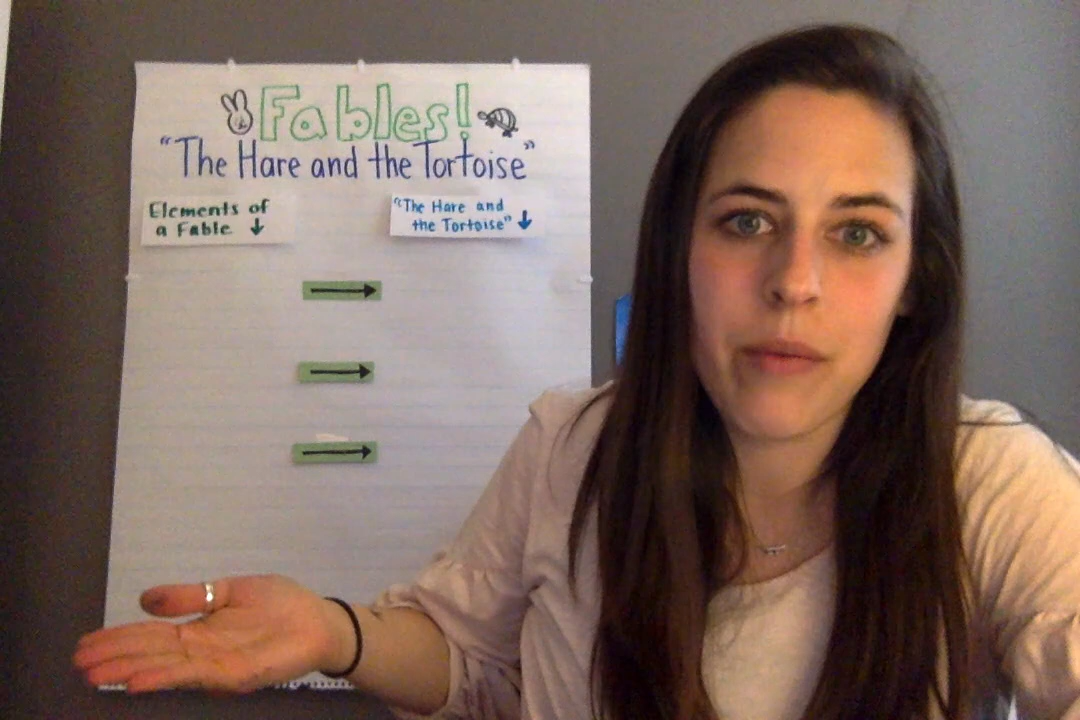 Fables!
"The Hare and the Tortoise"
Elements of
a Fable ↓
"The Hare and
the Tortoise" ↓